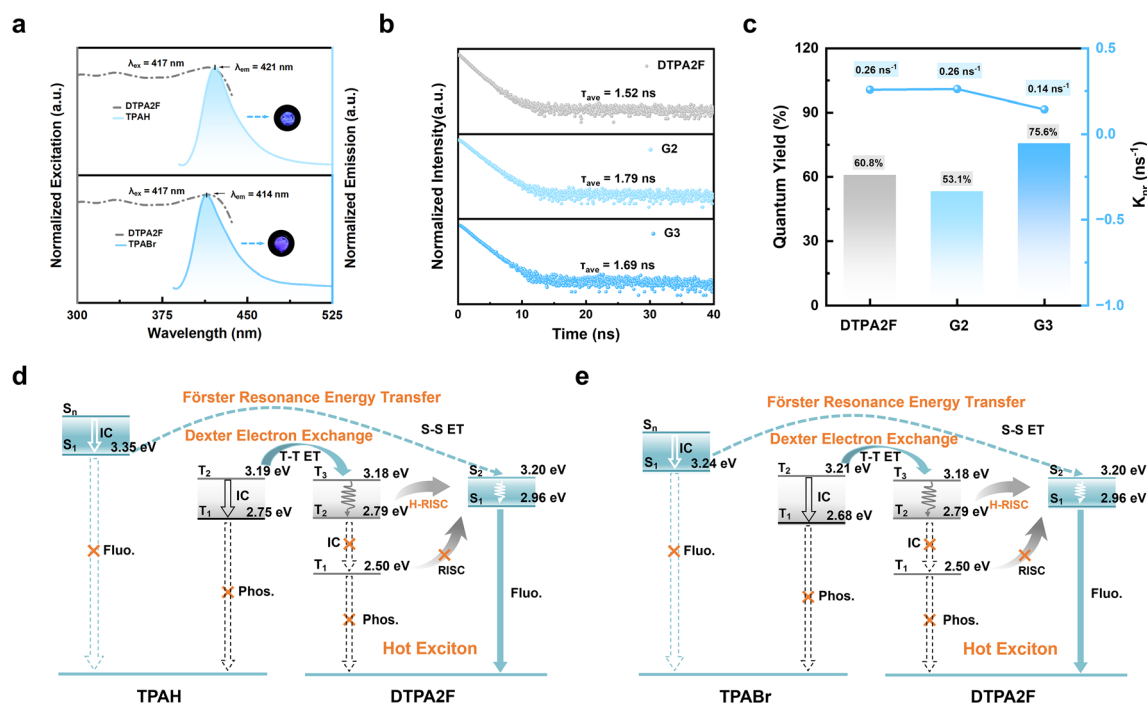 a
Normalized Excitation (a.u.)
Normalized Emission (a.u.)
λex = 417 nm
λem = 421 nm
DTPA2F
TPAH
λex = 417 nm
λem = 414 nm
DTPA2F
TPABr
300
375
450
525
Wavelength (nm)
b
Normalized Intensity(a.u.)
DTPA2F
τave = 1.52 ns
G2
τave = 1.79 ns
G3
τave = 1.69 ns
0
10
20
30
40
Time (ns)
c
Quantum Yield (%)
120
90
60
30
0
0.26 ns-1
0.26 ns-1
0.14 ns-1
60.8%
53.1%
75.6%
0.5
0.0
−0.5
−1.0
Knr (ns-1)
DTPA2F
G2
G3
d
Förster Resonance Energy Transfer
Sn
IC
S1
3.35 eV
S-S ET
Dexter Electron Exchange
T-T ET
T2
3.19 eV
IC
T1
2.75 eV
T3
3.18 eV
T2
2.79 eV
H-RISC
S2
3.20 eV
S1
2.96 eV
IC
T1
2.50 eV
RISC
Fluo.
Phos.
Phos.
Fluo.
Hot Exciton
TPAH
DTPA2F
e
Förster Resonance Energy Transfer
Sn
IC
S1
3.24 eV
S-S ET
Dexter Electron Exchange
T-T ET
T2
3.21 eV
IC
T1
2.68 eV
T3
3.18 eV
T2
2.79 eV
H-RISC
S2
3.20 eV
S1
2.96 eV
IC
T1
2.50 eV
RISC
Fluo.
Phos.
Phos.
Fluo.
Hot Exciton
TPABr
DTPA2F